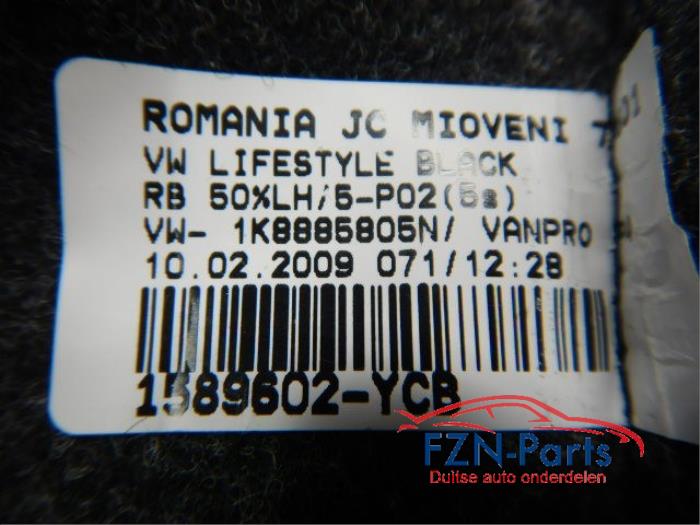 ROMANIA JC MIOVENI
VW LIFESTYLE BLACK
RB 50%LH/5-P02(5s)
VW- 1K8885805N/ VANPRO
10.02.2009 071/12:28
1589602-YCB
FZN-Parts
Duitse auto onderdelen